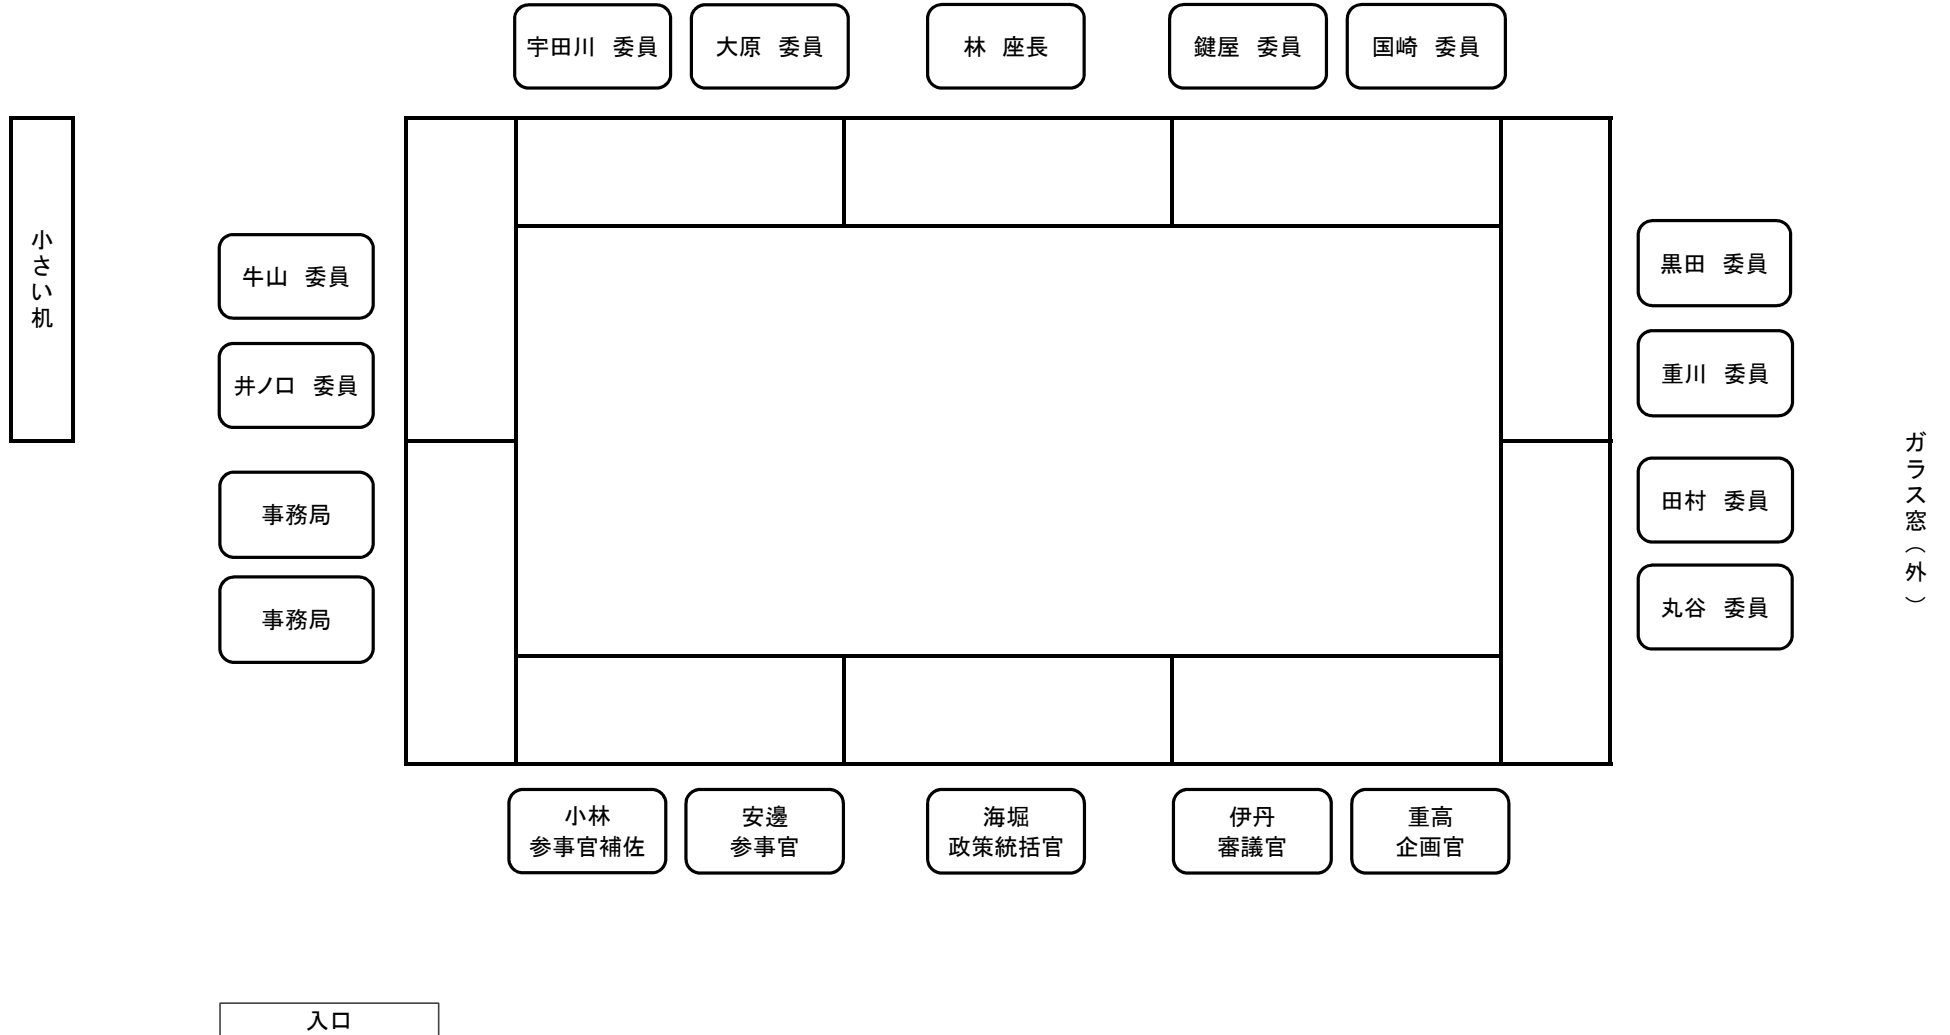 宇田川 委員
大原 委員
林 座長
鍵屋 委員
国崎 委員
小さい机
牛山 委員
井ノ口 委員
事務局
事務局
黒田 委員
重川 委員
田村 委員
丸谷 委員
ガラス窓（外）
小林
参事官補佐
安邊
参事官
海堀
政策統括官
伊丹
審議官
重高
企画官
入口